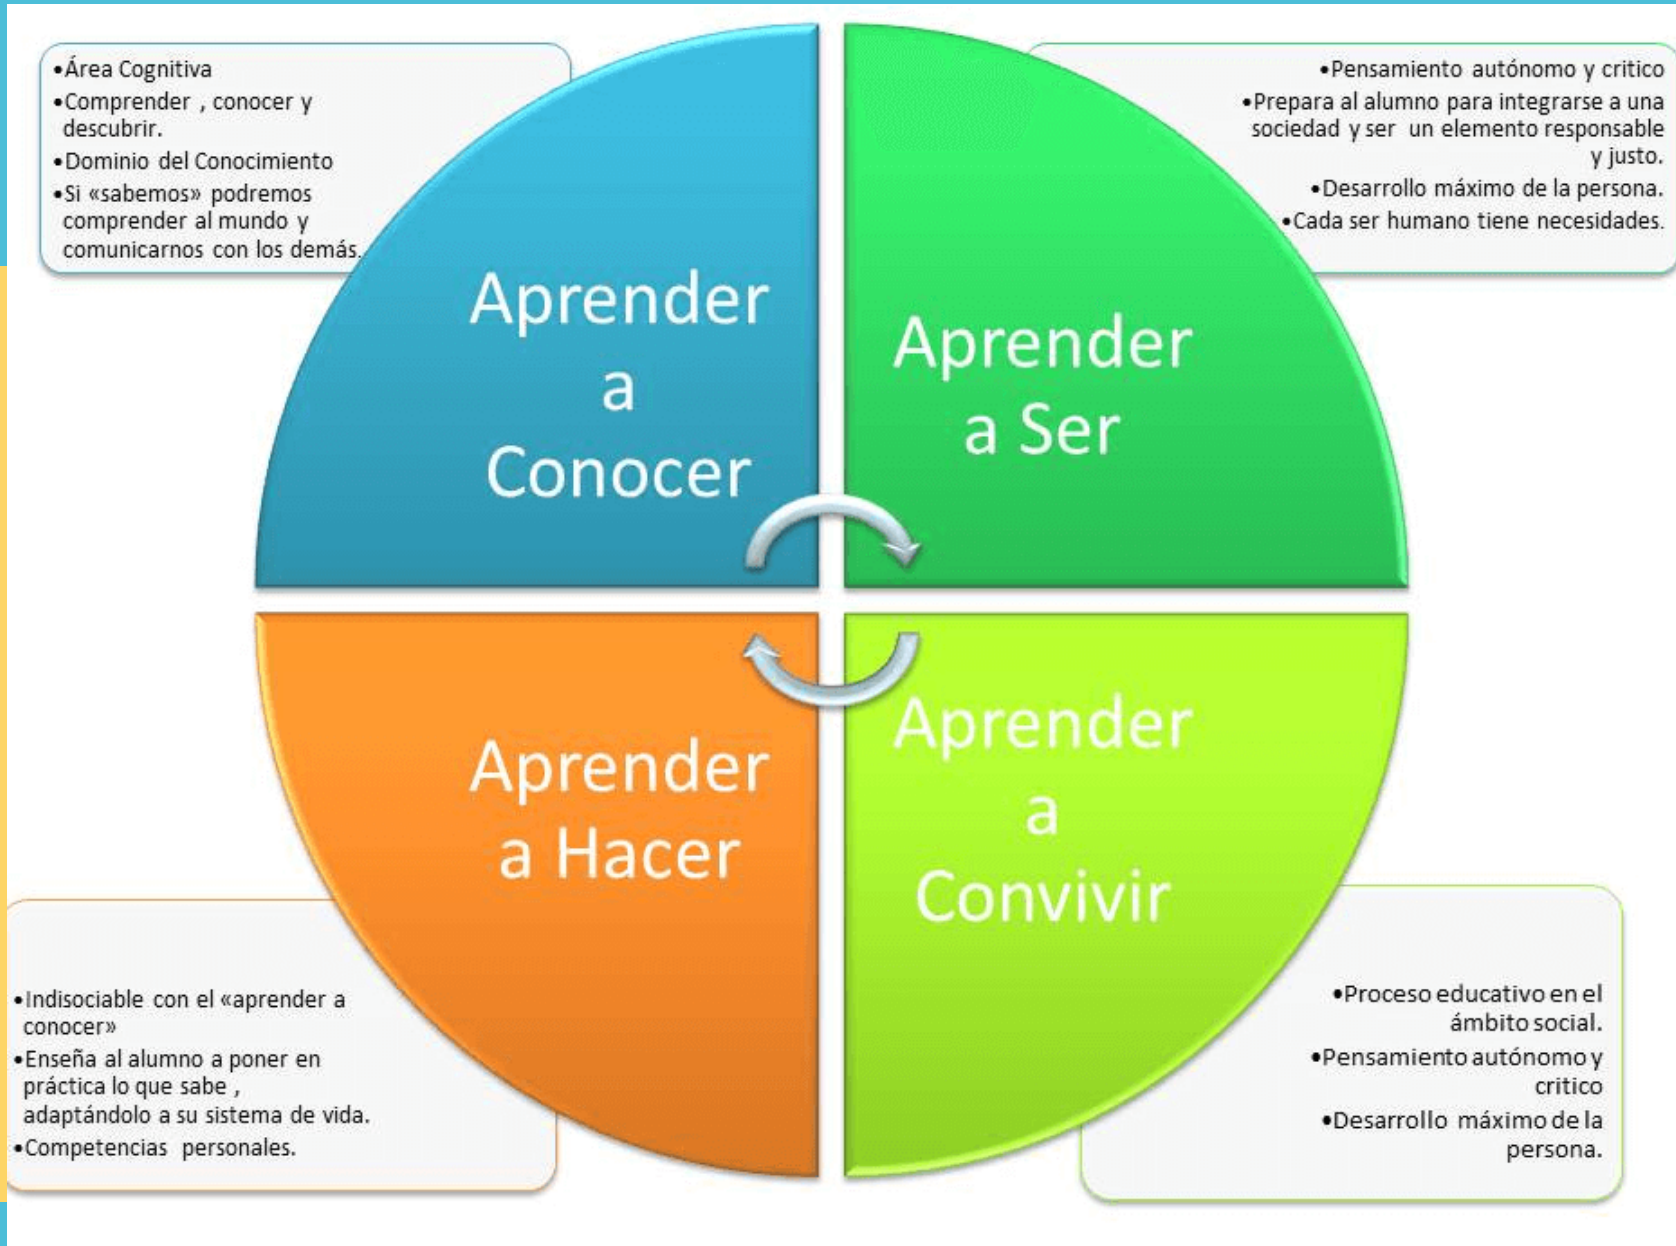 •Área Cognitiva
•Comprender , conocer y
descubrir.
•Dominio del Conocimiento
•Si «sabemos» podremos
comprender al mundo y
comunicarnos con los demás.
•Pensamiento autónomo y critico
•Prepara al alumno para integrarse a una
sociedad y ser un elemento responsable
y justo.
•Desarrollo máximo de la persona.
•Cada ser humano tiene necesidades.
Aprender
a
Conocer
Aprender
a Ser
Aprender
a Hacer
Aprender
a
Convivir
•Indisociable con el «aprender a
conocer»
•Enseña al alumno a poner en
práctica lo que sabe ,
adaptándolo a su sistema de vida.
•Competencias personales.
•Proceso educativo en el
ámbito social.
•Pensamiento autónomo y
critico
•Desarrollo máximo de la
persona.